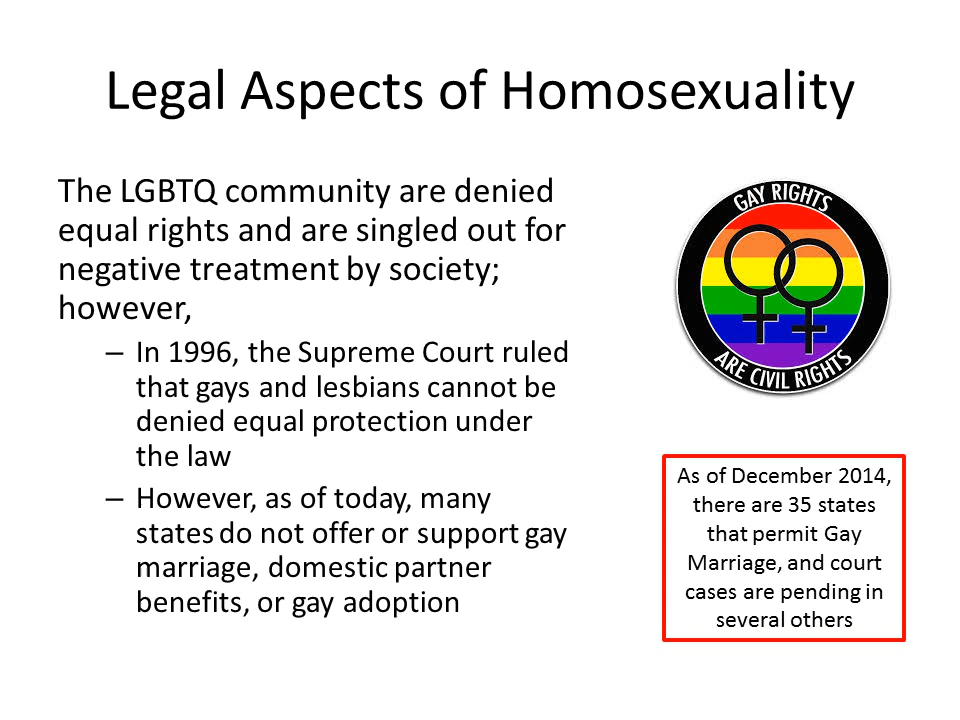 Legal Aspects of Homosexuality
The LGBTQ community are denied
equal rights and are singled out for
negative treatment by society;
however,
– In 1996, the Supreme Court ruled
that gays and lesbians cannot be
denied equal protection under
the law
– However, as of today, many
states do not offer or support gay
marriage, domestic partner
benefits, or gay adoption
GAY RIGHTS
ARE CIVIL RIGHTS
As of December 2014,
there are 35 states
that permit Gay
Marriage, and court
cases are pending in
several others